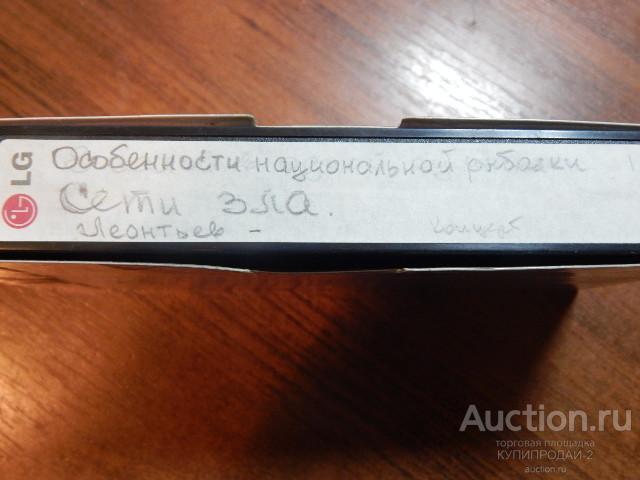 LG
Особенности национальной рыбалки
Сети зла.
Леонтьев -
концерт
Auction.ru
торговая площадка
КУПИПРОДАЙ-2
auction.ru